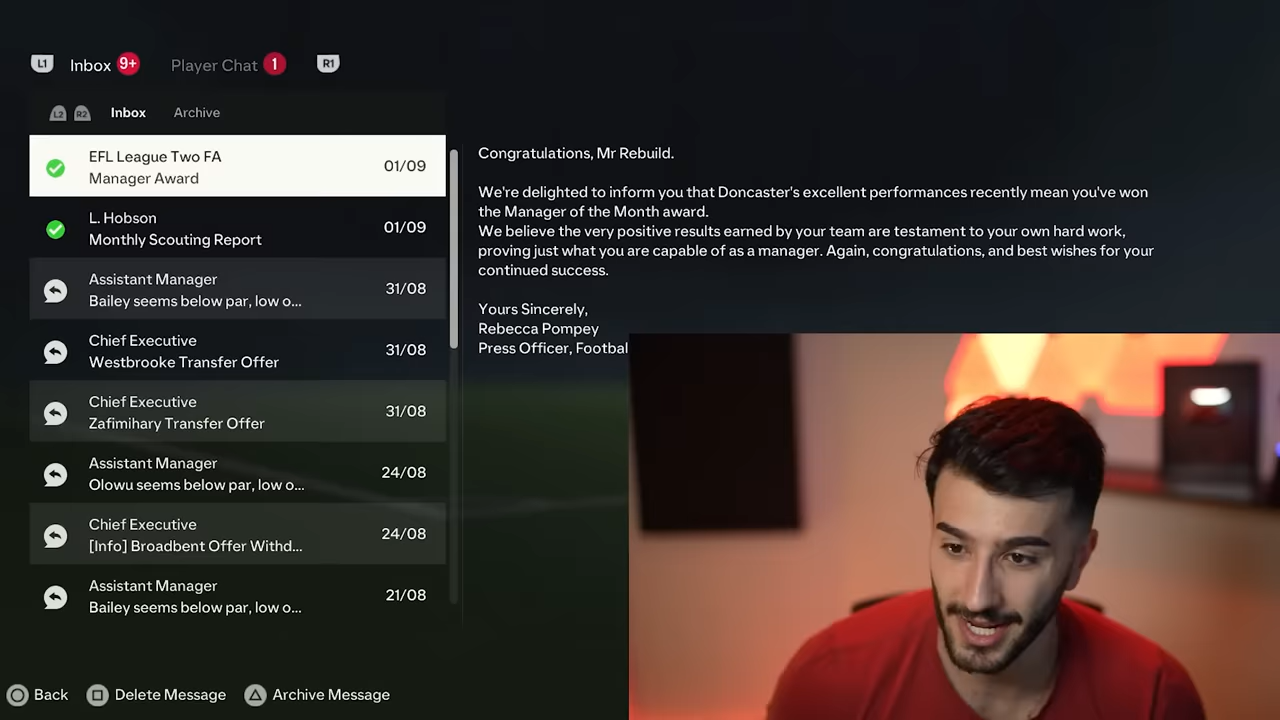 L1 Inbox 9+ Player Chat 1 R1
L2 R2 Inbox Archive
EFL League Two FA
Manager Award
01/09
L. Hobson
Monthly Scouting Report
01/09
Assistant Manager
Bailey seems below par, low o...
31/08
Chief Executive
Westbrooke Transfer Offer
31/08
Chief Executive
Zafimihary Transfer Offer
31/08
Assistant Manager
Olowu seems below par, low o...
24/08
Chief Executive
[Info] Broadbent Offer Withd...
24/08
Assistant Manager
Bailey seems below par, low o...
21/08
Congratulations, Mr Rebuild.
We're delighted to inform you that Doncaster's excellent performances recently mean you've won
the Manager of the Month award.
We believe the very positive results earned by your team are testament to your own hard work,
proving just what you are capable of as a manager. Again, congratulations, and best wishes for your
continued success.
Yours Sincerely,
Rebecca Pompey
Press Officer, Footbal
Back Delete Message Archive Message